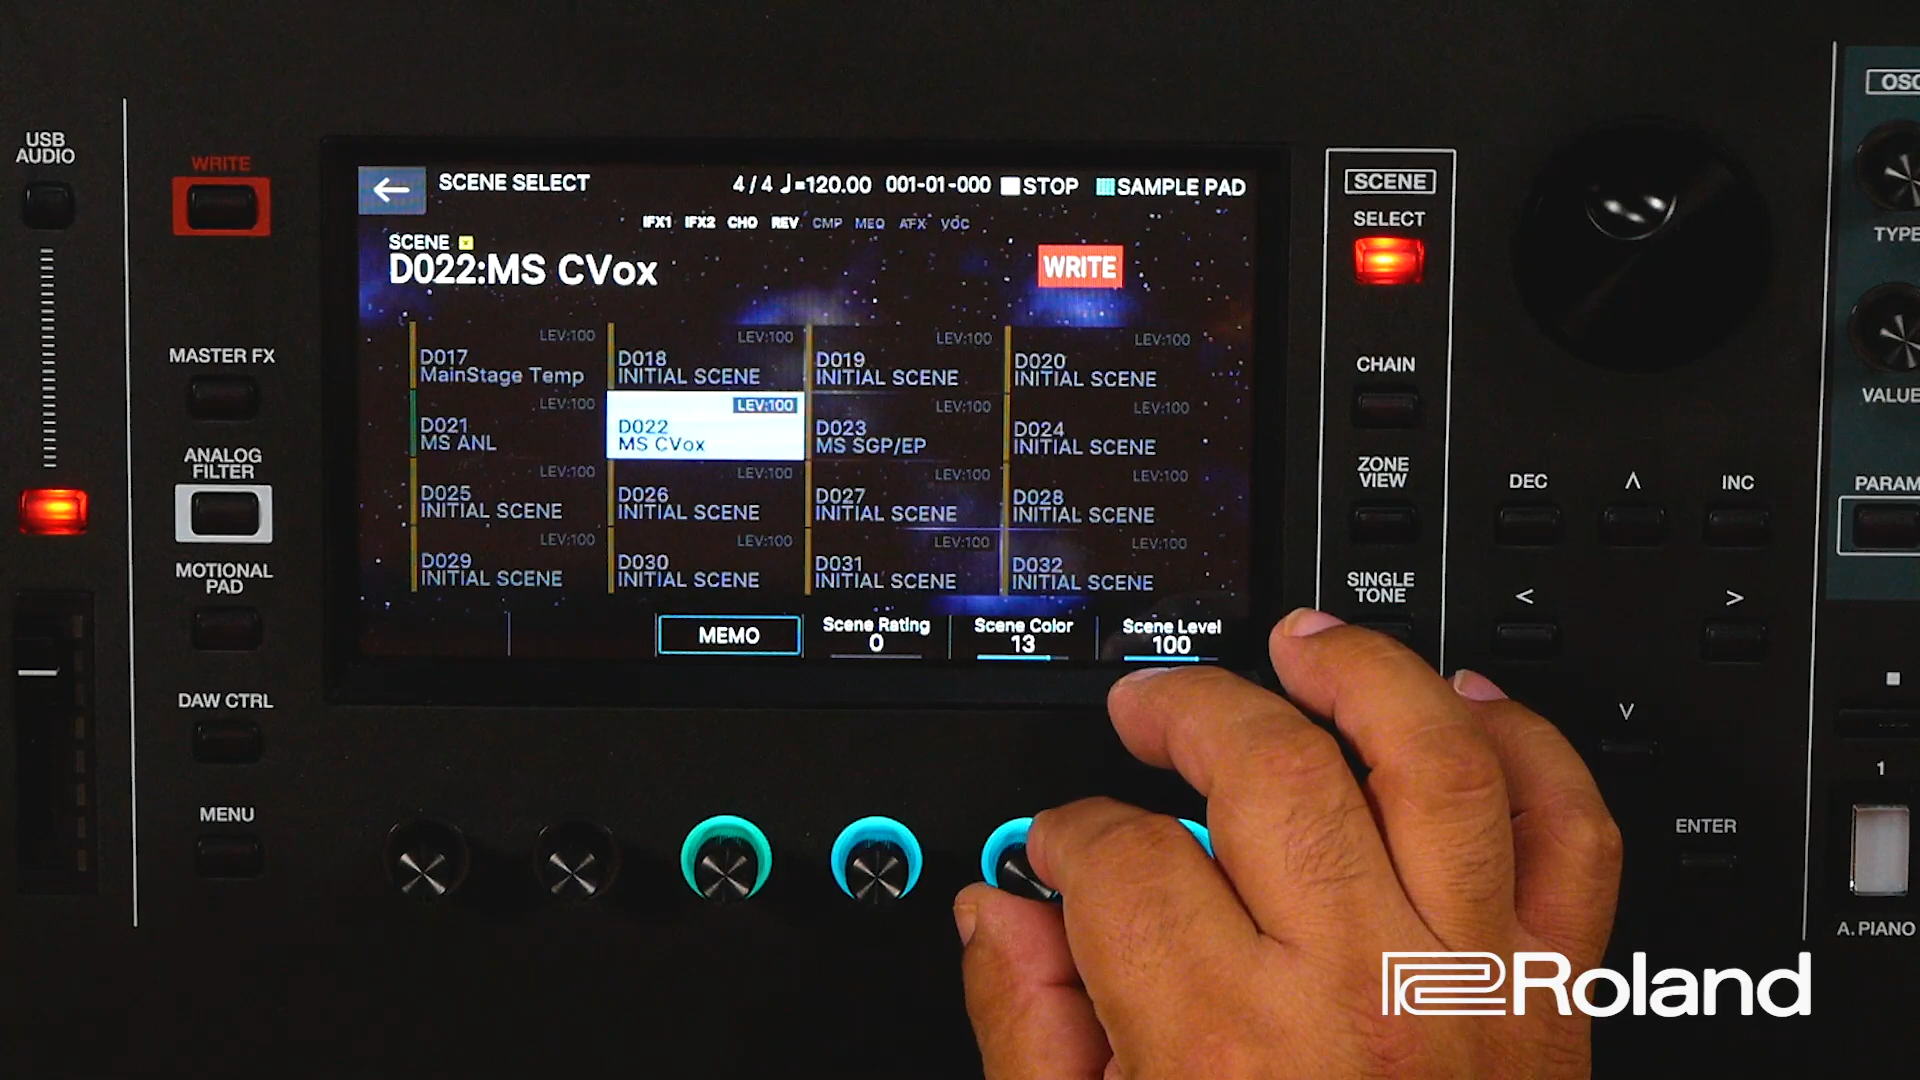 USB
AUDIO
WRITE
MASTER FX
ANALOG
FILTER
MOTIONAL
PAD
DAW CTRL
MENU
SCENE SELECT
4/4 ♩=120.00 001-01-000 STOP SAMPLE PAD
IFX1 IFX2 CHO REV CMP MEQ AFX VOC
SCENE
D022:MS CVox
WRITE
LEV:100 LEV:100 LEV:100 LEV:100
D017 D018 D019 D020
MainStage Temp INITIAL SCENE INITIAL SCENE INITIAL SCENE
LEV:100 LEV:100 LEV:100 LEV:100
D021 D022 D023 D024
MS ANL MS CVox MS SGP/EP INITIAL SCENE
LEV:100 LEV:100 LEV:100 LEV:100
D025 D026 D027 D028
INITIAL SCENE INITIAL SCENE INITIAL SCENE INITIAL SCENE
LEV:100 LEV:100 LEV:100 LEV:100
D029 D030 D031 D032
INITIAL SCENE INITIAL SCENE INITIAL SCENE INITIAL SCENE
MEMO Scene Rating Scene Color Scene Level
0 13 100
SCENE
SELECT
CHAIN
ZONE
VIEW
SINGLE
TONE
DEC ∧ INC
< >
∨
ENTER
OSC
TYPE
VALUE
PARAM
1
A.PIANO
Roland